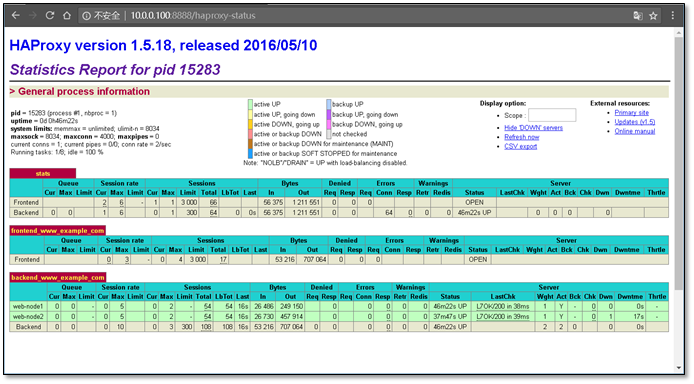 不安全 10.0.0.100:8888/haproxy-status
HAProxy version 1.5.18, released 2016/05/10
Statistics Report for pid 15283
> General process information
pid = 15283 (process #1, nbproc = 1)
uptime = 0d 0h46m22s
system limits: memmax = unlimited; ulimit-n = 8034
maxsock = 8034; maxconn = 4000; maxpipes = 0
current conns = 1; current pipes = 0/0; conn rate = 2/sec
Running tasks: 1/8; idle = 100 %
active UP backup UP
active UP, going down backup UP, going down
active DOWN, going up backup DOWN, going up
active or backup DOWN not checked
active or backup DOWN for maintenance (MAINT)
active or backup SOFT STOPPED for maintenance
Note: "NOLB"/"DRAIN" = UP with load-balancing disabled.
Display option:
Scope :
Hide 'DOWN' servers
Refresh now
CSV export
External resources:
Primary site
Updates (v1.5)
Online manual
stats
Queue Session rate Sessions Bytes Denied Errors Warnings Server
Cur Max Limit Cur Max Limit Cur Max Limit Total LbTot Last In Out Req Resp Req Conn Resp Retr Redis Status LastChk Wght Act Bck Chk Dwn Dwntme Thrtle
Frontend 2 6 - 1 1 3 000 66 56 375 1 211 551 0 0 0 OPEN
Backend 0 0 1 6 0 1 300 64 0 0s 56 375 1 211 551 0 0 64 0 0 0 46m22s UP 0 0 0 0
frontend_www_example_com
Queue Session rate Sessions Bytes Denied Errors Warnings Server
Cur Max Limit Cur Max Limit Cur Max Limit Total LbTot Last In Out Req Resp Req Conn Resp Retr Redis Status LastChk Wght Act Bck Chk Dwn Dwntme Thrtle
Frontend 0 3 - 0 4 3 000 17 53 216 707 064 0 0 0 OPEN
backend_www_example_com
Queue Session rate Sessions Bytes Denied Errors Warnings Server
Cur Max Limit Cur Max Limit Cur Max Limit Total LbTot Last In Out Req Resp Req Conn Resp Retr Redis Status LastChk Wght Act Bck Chk Dwn Dwntme Thrtle
web-node1 0 0 - 0 5 0 2 - 54 54 16s 26 486 249 150 0 0 0 0 0 46m22s UP L7OK/200 in 38ms 1 Y - 0 0 0s -
web-node2 0 0 - 0 5 0 2 - 54 54 16s 26 730 457 914 0 0 0 0 0 37m47s UP L7OK/200 in 39ms 1 Y - 0 1 17s -
Backend 0 0 0 10 0 3 300 108 108 16s 53 216 707 064 0 0 0 0 0 0 46m22s UP 2 2 0 0 0s